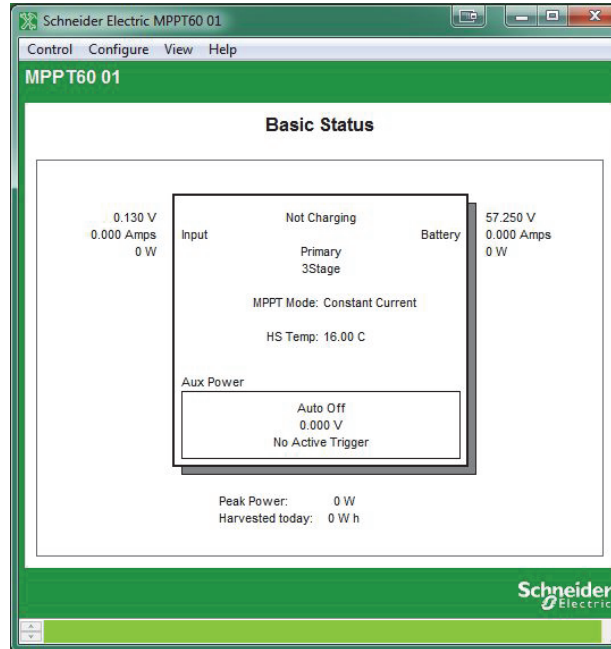 Schneider Electric MPPT60 01
Control Configure View Help
MPPT60 01
Basic Status
0.130 V
0.000 Amps
0 W
Input
Not Charging
Primary
3Stage
MPPT Mode: Constant Current
HS Temp: 16.00 C
Battery
57.250 V
0.000 Amps
0 W
Aux Power
Auto Off
0.000 V
No Active Trigger
Peak Power: 0 W
Harvested today: 0 W h
Schneider
Electric